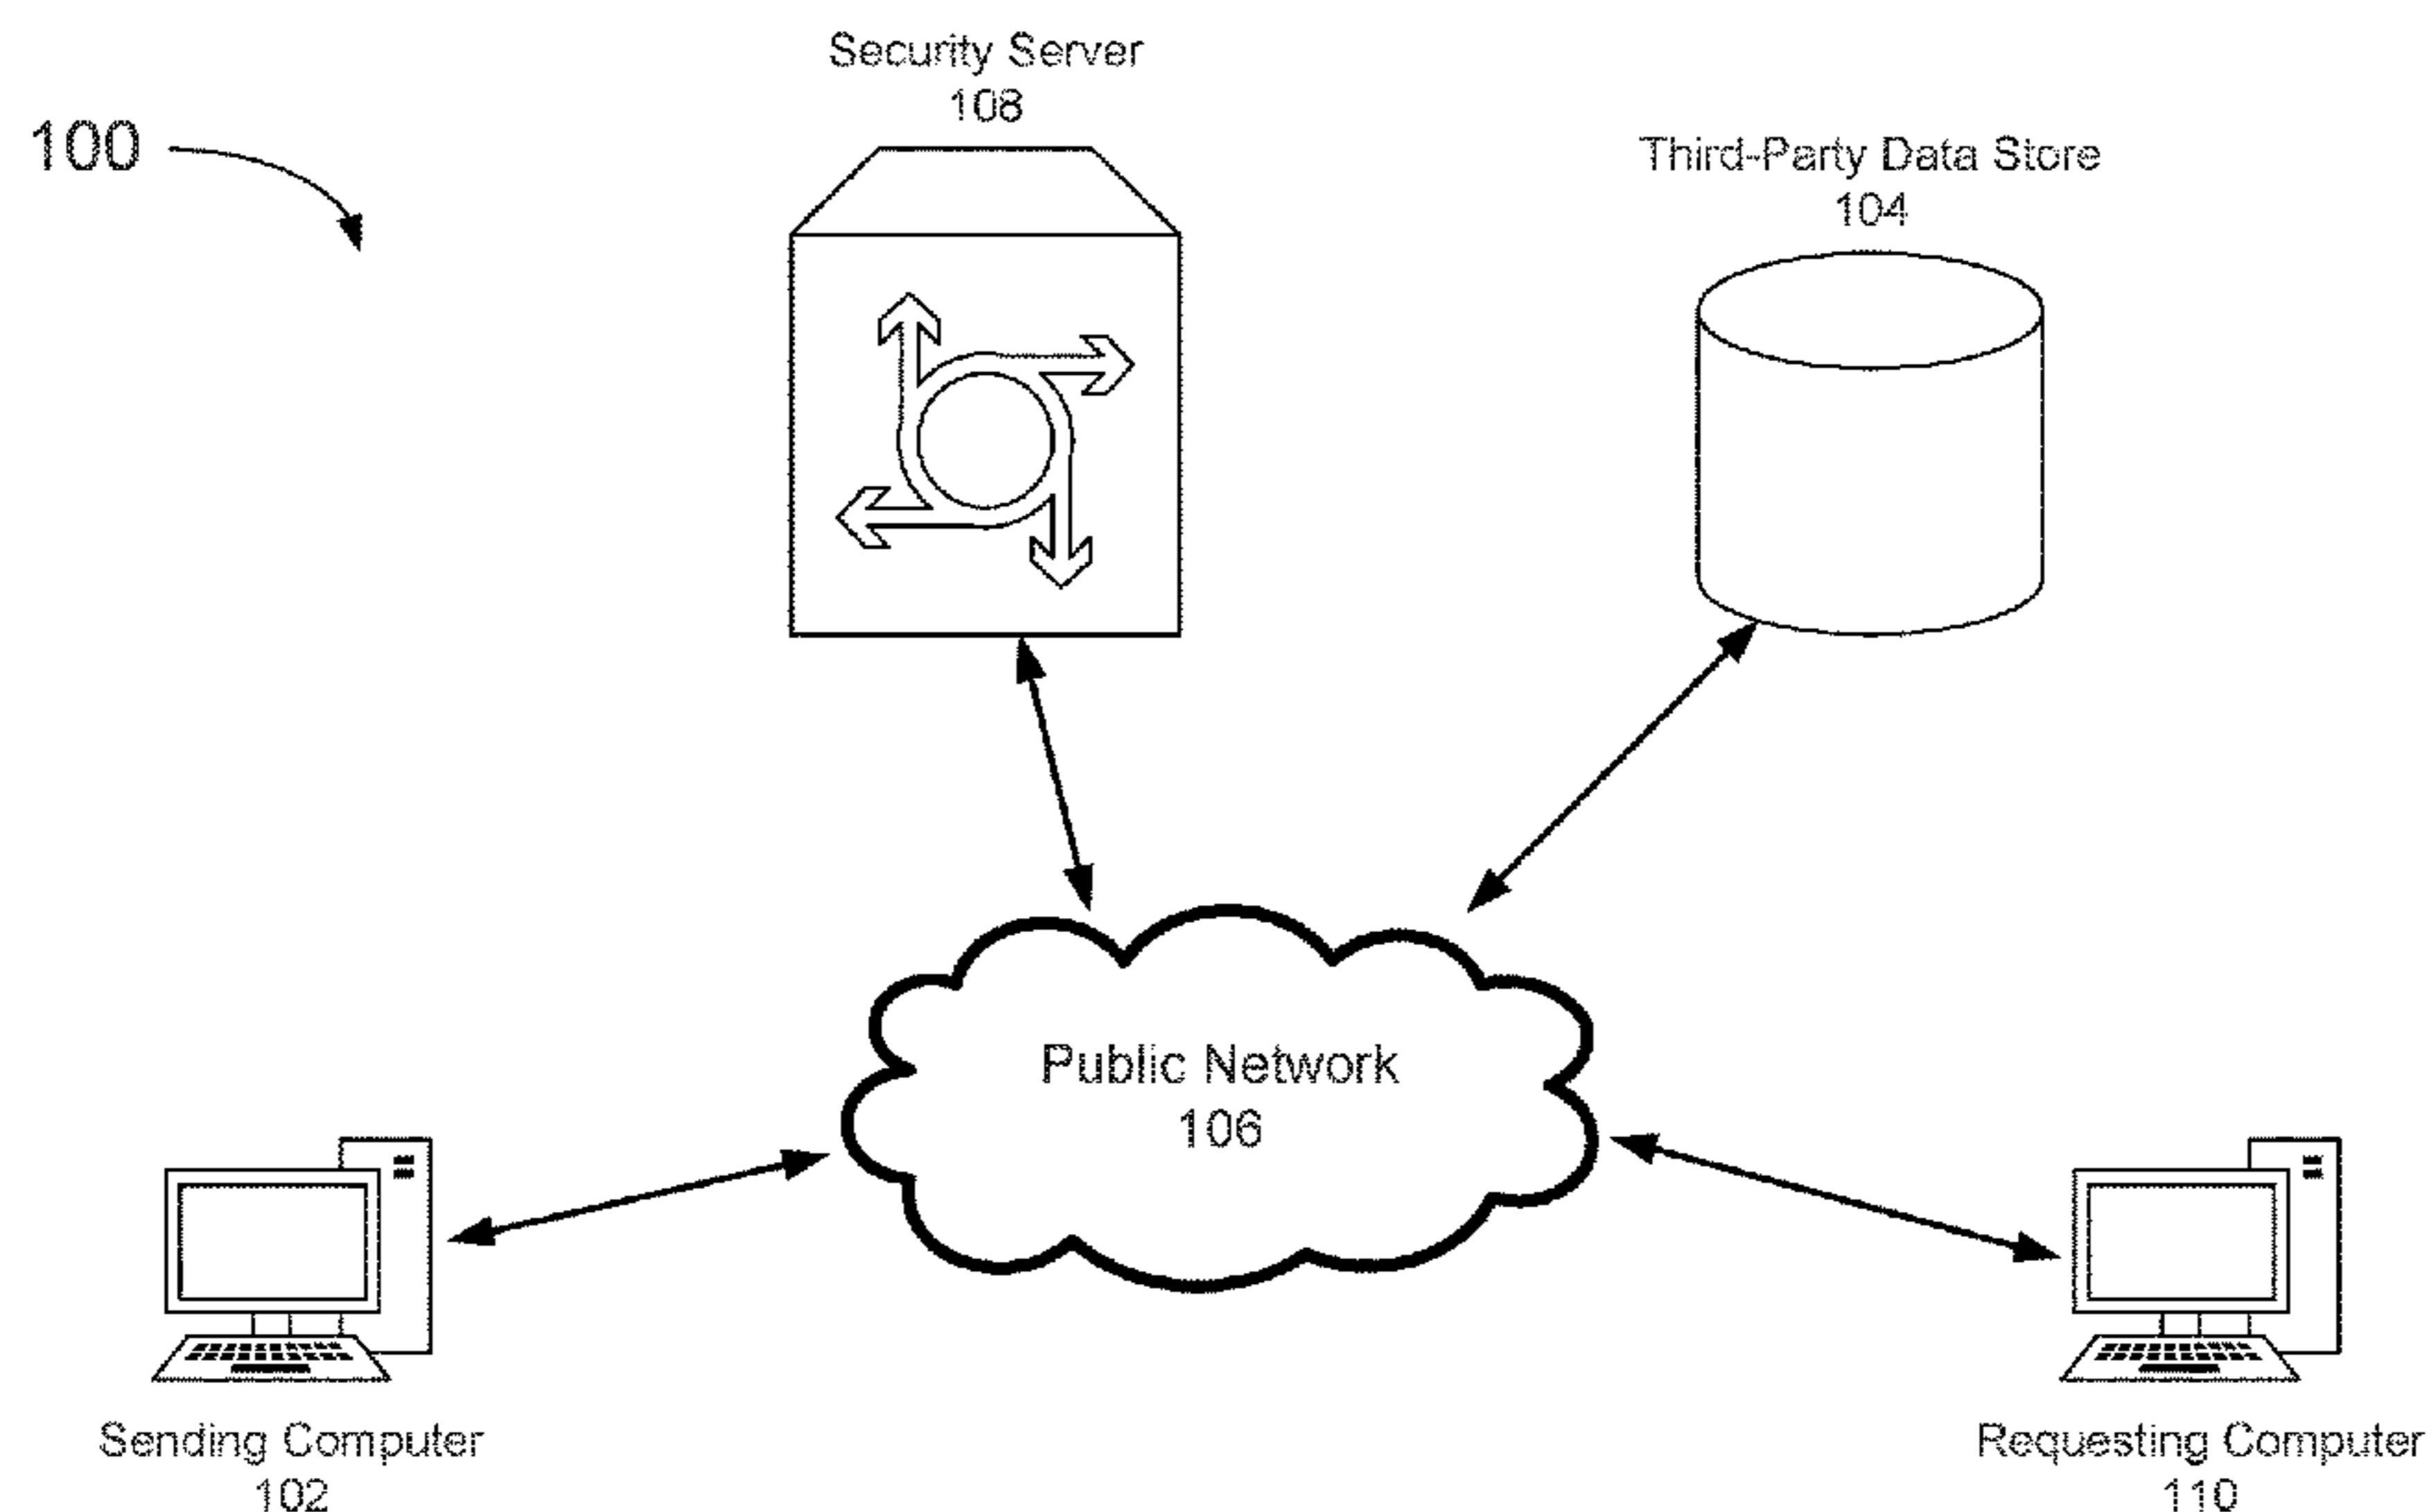 Security Server
108
100
Third-Party Data Store
104
Public Network
106
Sending Computer
102
Requesting Computer
110